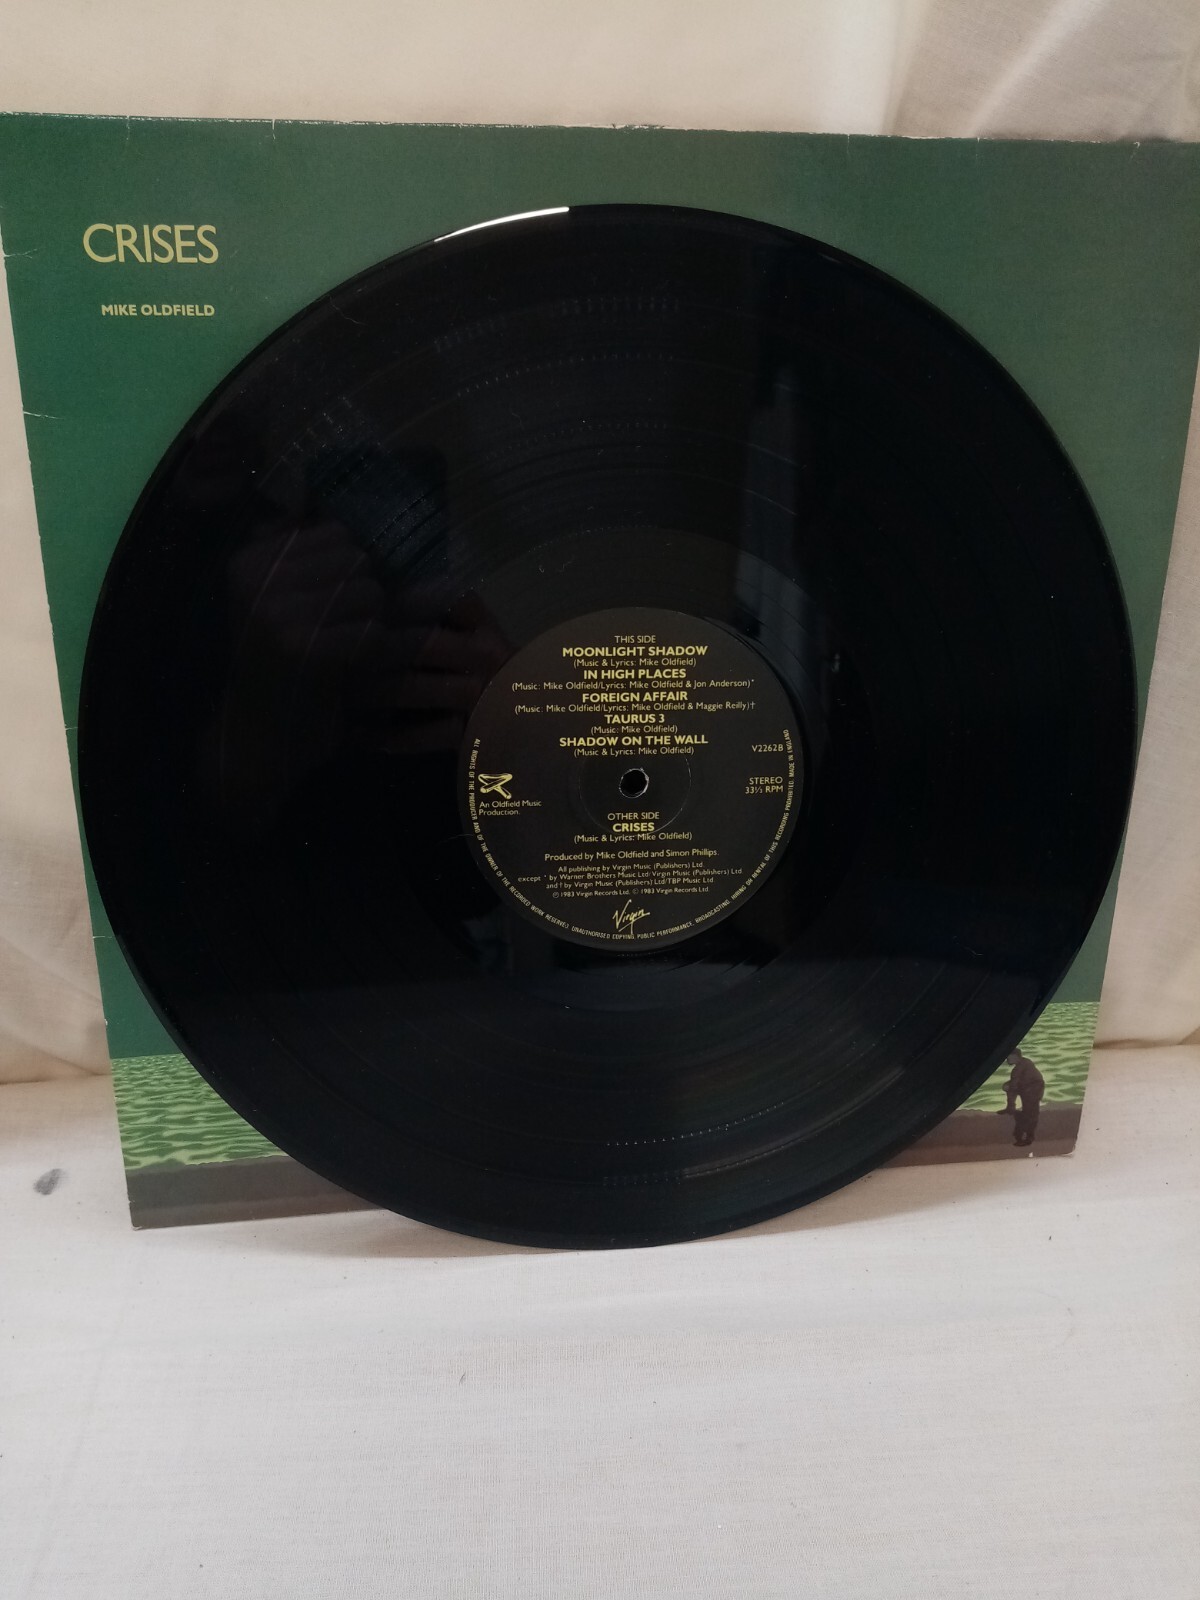 CRISES
MIKE OLDFIELD
THIS SIDE
MOONLIGHT SHADOW
(Music & Lyrics: Mike Oldfield)
IN HIGH PLACES
(Music: Mike Oldfield/Lyrics: Mike Oldfield & Jon Anderson)*
FOREIGN AFFAIR
(Music: Mike Oldfield/Lyrics: Mike Oldfield & Maggie Reilly)†
TAURUS 3
(Music: Mike Oldfield)
SHADOW ON THE WALL
(Music & Lyrics: Mike Oldfield)
V2262B
STEREO
33⅓ RPM
An Oldfield Music
Production.
OTHER SIDE
CRISES
(Music & Lyrics: Mike Oldfield)
Produced by Mike Oldfield and Simon Phillips.
All publishing by Virgin Music (Publishers) Ltd.
except * by Warner Brothers Music Ltd/Virgin Music (Publishers) Ltd
and † by Virgin Music (Publishers) Ltd/TBP Music Ltd
℗ 1983 Virgin Records Ltd. © 1983 Virgin Records Ltd.
Virgin
ALL RIGHTS OF THE PRODUCER AND OF THE OWNER OF THE RECORDED WORK RESERVED. UNAUTHORISED COPYING, PUBLIC PERFORMANCE, BROADCASTING, HIRING OR RENTAL OF THIS RECORDING PROHIBITED. MADE IN ENGLAND